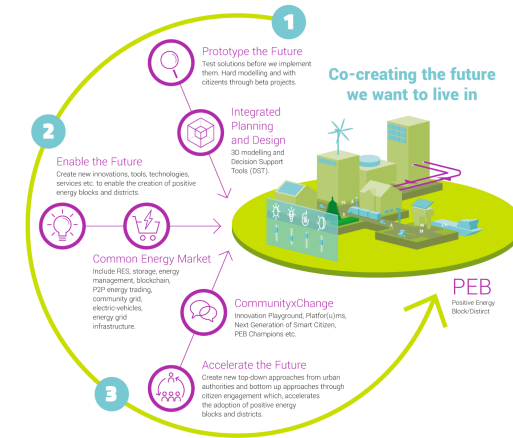 1
Prototype the Future
Test solutions before we implement
them. Hard modelling and with
citizents through beta projects.
Co-creating the future
we want to live in
Integrated
Planning
and Design
3D modelling and
Decision Support
Tools (DST).
2
Enable the Future
Create new innovations, tools, technologies,
services etc. to enable the creation of positive
energy blocks and districts.
Common Energy Market
Include RES, storage, energy
management, blockchain,
P2P energy trading,
community grid,
electric-vehicles,
energy grid
infrastructure.
PEB
Positive Energy
Block/Distirct
CommunityxChange
Innovation Playground, Platfor(u)ms,
Next Generation of Smart Citizen,
PEB Champions etc.
3
Accelerate the Future
Create new top-down approaches from urban
authorities and bottom up approaches through
citizen engagement which, accelerates
the adoption of positive energy
blocks and districts.